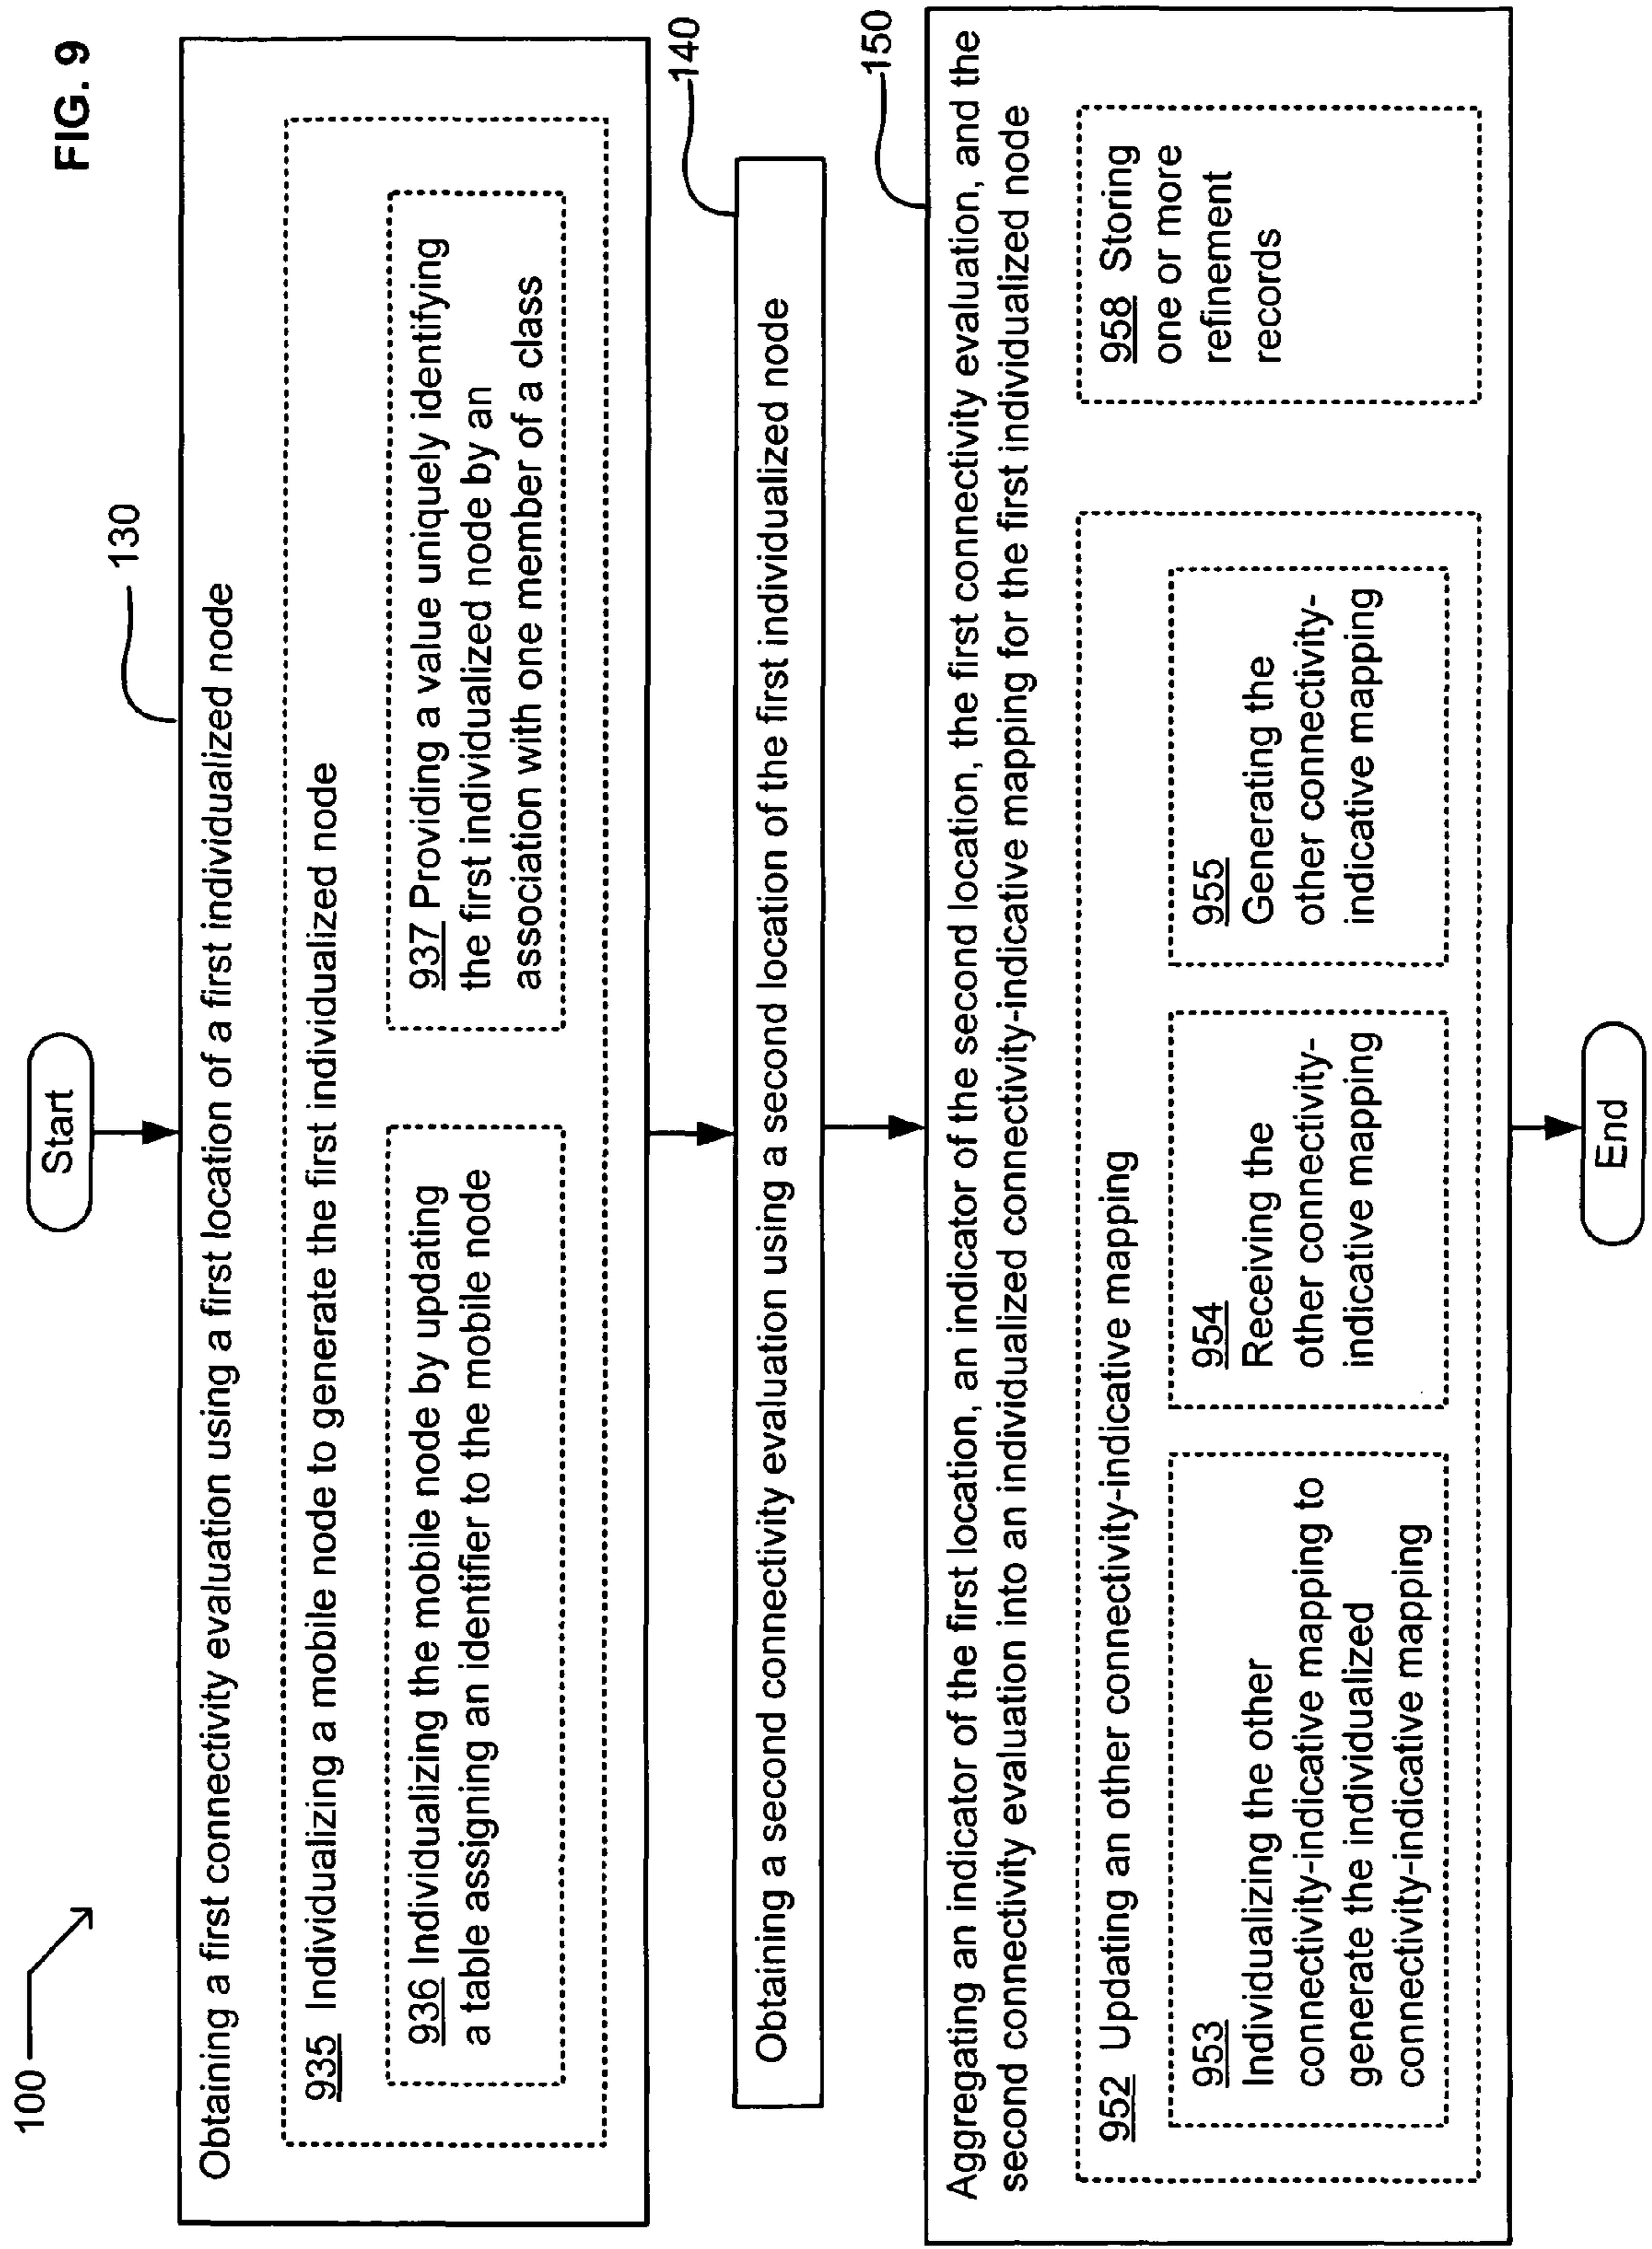 FIG. 9
100
Start
130
Obtaining a first connectivity evaluation using a first location of a first individualized node
935 Individualizing a mobile node to generate the first individualized node
936 Individualizing the mobile node by updating
a table assigning an identifier to the mobile node
937 Providing a value uniquely identifying
the first individualized node by an
association with one member of a class
140
Obtaining a second connectivity evaluation using a second location of the first individualized node
150
Aggregating an indicator of the first location, an indicator of the second location, the first connectivity evaluation, and the
second connectivity evaluation into an individualized connectivity-indicative mapping for the first individualized node
952 Updating an other connectivity-indicative mapping
953
Individualizing the other
connectivity-indicative mapping to
generate the individualized
connectivity-indicative mapping
954
Receiving the
other connectivity-
indicative mapping
955
Generating the
other connectivity-
indicative mapping
958 Storing
one or more
refinement
records
End